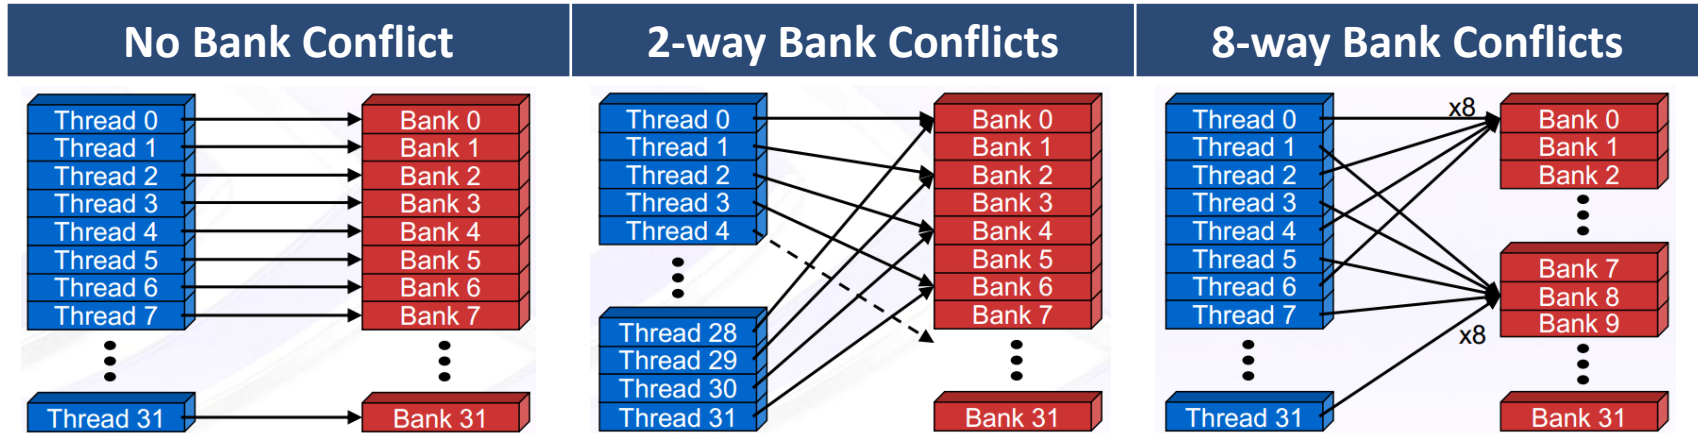 No Bank Conflict
Thread 0
Thread 1
Thread 2
Thread 3
Thread 4
Thread 5
Thread 6
Thread 7
Thread 31
Bank 0
Bank 1
Bank 2
Bank 3
Bank 4
Bank 5
Bank 6
Bank 7
Bank 31
2-way Bank Conflicts
Thread 0
Thread 1
Thread 2
Thread 3
Thread 4
Thread 28
Thread 29
Thread 30
Thread 31
Bank 0
Bank 1
Bank 2
Bank 3
Bank 4
Bank 5
Bank 6
Bank 7
Bank 31
8-way Bank Conflicts
Thread 0
Thread 1
Thread 2
Thread 3
Thread 4
Thread 5
Thread 6
Thread 7
Thread 31
x8
x8
Bank 0
Bank 1
Bank 2
Bank 7
Bank 8
Bank 9
Bank 31